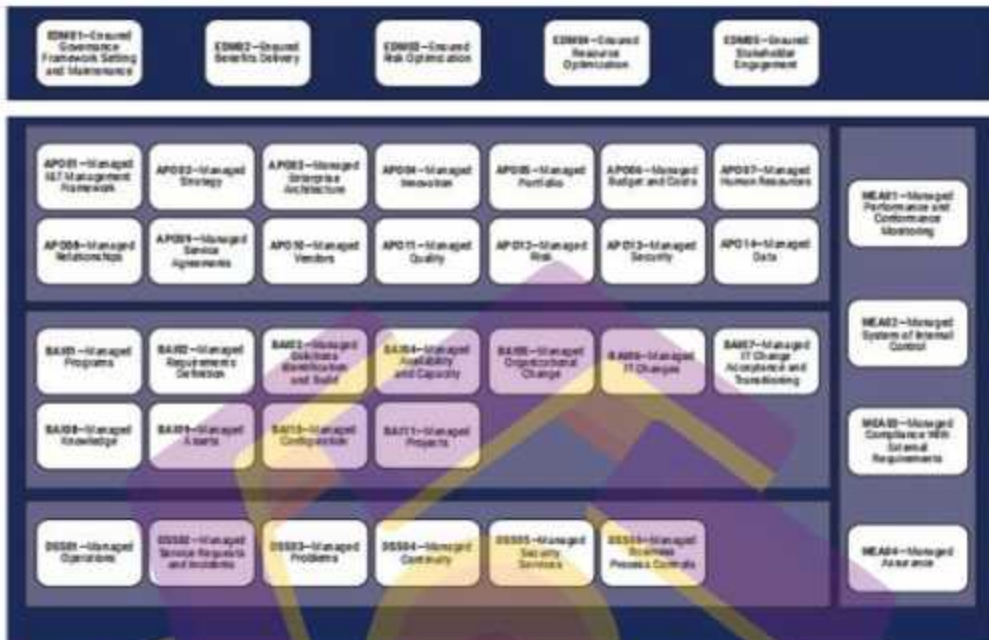 EDM01—Ensured
Governance
Framework Setting
and Maintenance
EDM02—Ensured
Benefits Delivery
EDM03—Ensured
Risk Optimization
EDM04—Ensured
Resource
Optimization
EDM05—Ensured
Stakeholder
Engagement
APO01—Managed
I&T Management
Framework
APO02—Managed
Strategy
APO03—Managed
Enterprise
Architecture
APO04—Managed
Innovation
APO05—Managed
Portfolio
APO06—Managed
Budget and Costs
APO07—Managed
Human Resources
APO08—Managed
Relationships
APO09—Managed
Service
Agreements
APO10—Managed
Vendors
APO11—Managed
Quality
APO12—Managed
Risk
APO13—Managed
Security
APO14—Managed
Data
BAI01—Managed
Programs
BAI02—Managed
Requirements
Definition
BAI03—Managed
Solutions
Identification
and Build
BAI04—Managed
Availability
and Capacity
BAI05—Managed
Organizational
Change
BAI06—Managed
IT Changes
BAI07—Managed
IT Change
Acceptance and
Transitioning
BAI08—Managed
Knowledge
BAI09—Managed
Assets
BAI10—Managed
Configuration
BAI11—Managed
Projects
DSS01—Managed
Operations
DSS02—Managed
Service Requests
and Incidents
DSS03—Managed
Problems
DSS04—Managed
Continuity
DSS05—Managed
Security
Services
DSS06—Managed
Business
Process Controls
MEA01—Managed
Performance and
Conformance
Monitoring
MEA02—Managed
System of Internal
Control
MEA03—Managed
Compliance With
External
Requirements
MEA04—Managed
Assurance